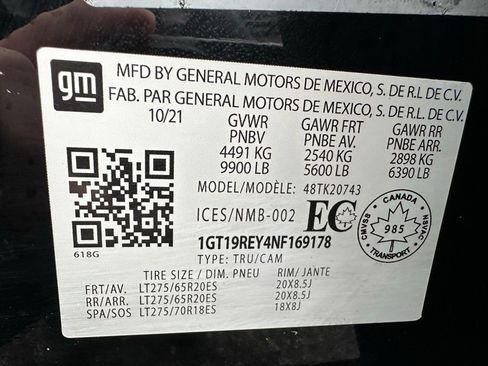 gm
MFD BY GENERAL MOTORS DE MEXICO, S. DE R.L DE C.V.
FAB. PAR GENERAL MOTORS DE MEXICO, S. DE R.L DE C.V.
10/21 GVWR GAWR FRT GAWR RR
PNBV PNBE AV. PNBE ARR.
4491 KG 2540 KG 2898 KG
9900 LB 5600 LB 6390 LB
MODEL/MODÈLE: 48TK20743
ICES/NMB-002 EC
CANADA
CMVSS 985 NSVAC
1GT19REY4NF169178
618G
TYPE: TRU/CAM
TIRE SIZE / DIM. PNEU RIM/ JANTE
FRT/AV. LT275/65R20ES 20X8.5J
RR/ARR. LT275/65R20ES 20X8.5J
SPA/SOS LT275/70R18ES 18X8J